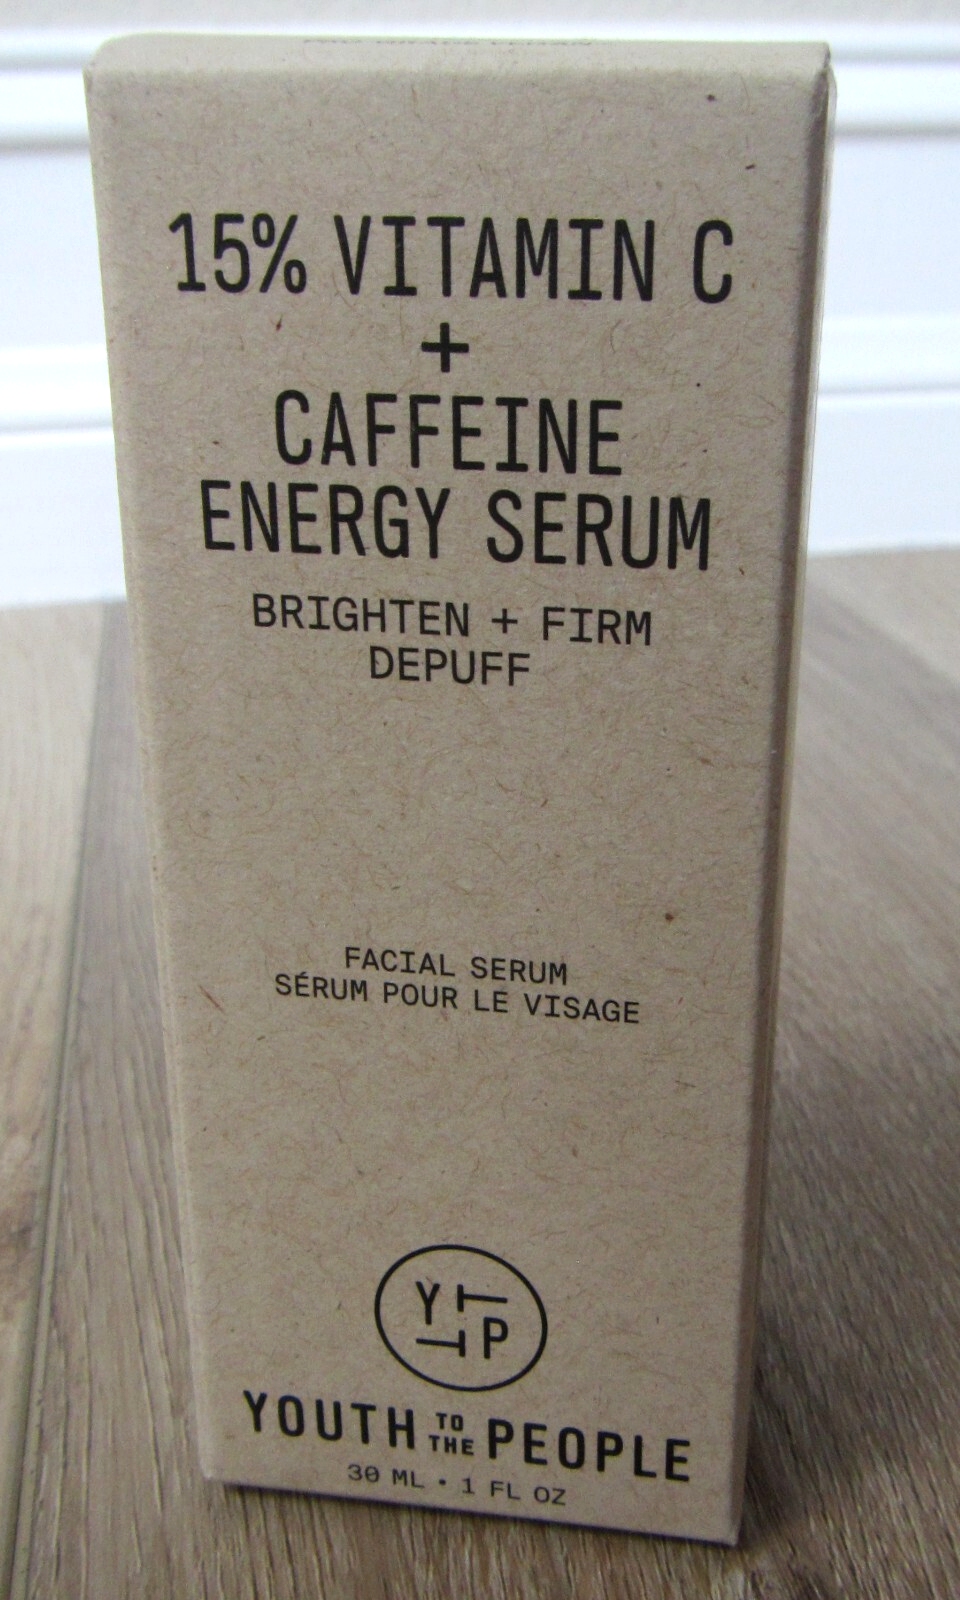 15% VITAMIN C
+
CAFFEINE
ENERGY SERUM
BRIGHTEN + FIRM
DEPUFF
FACIAL SERUM
SÉRUM POUR LE VISAGE
Y T
T P
YOUTH TO THE PEOPLE
30 ML • 1 FL OZ